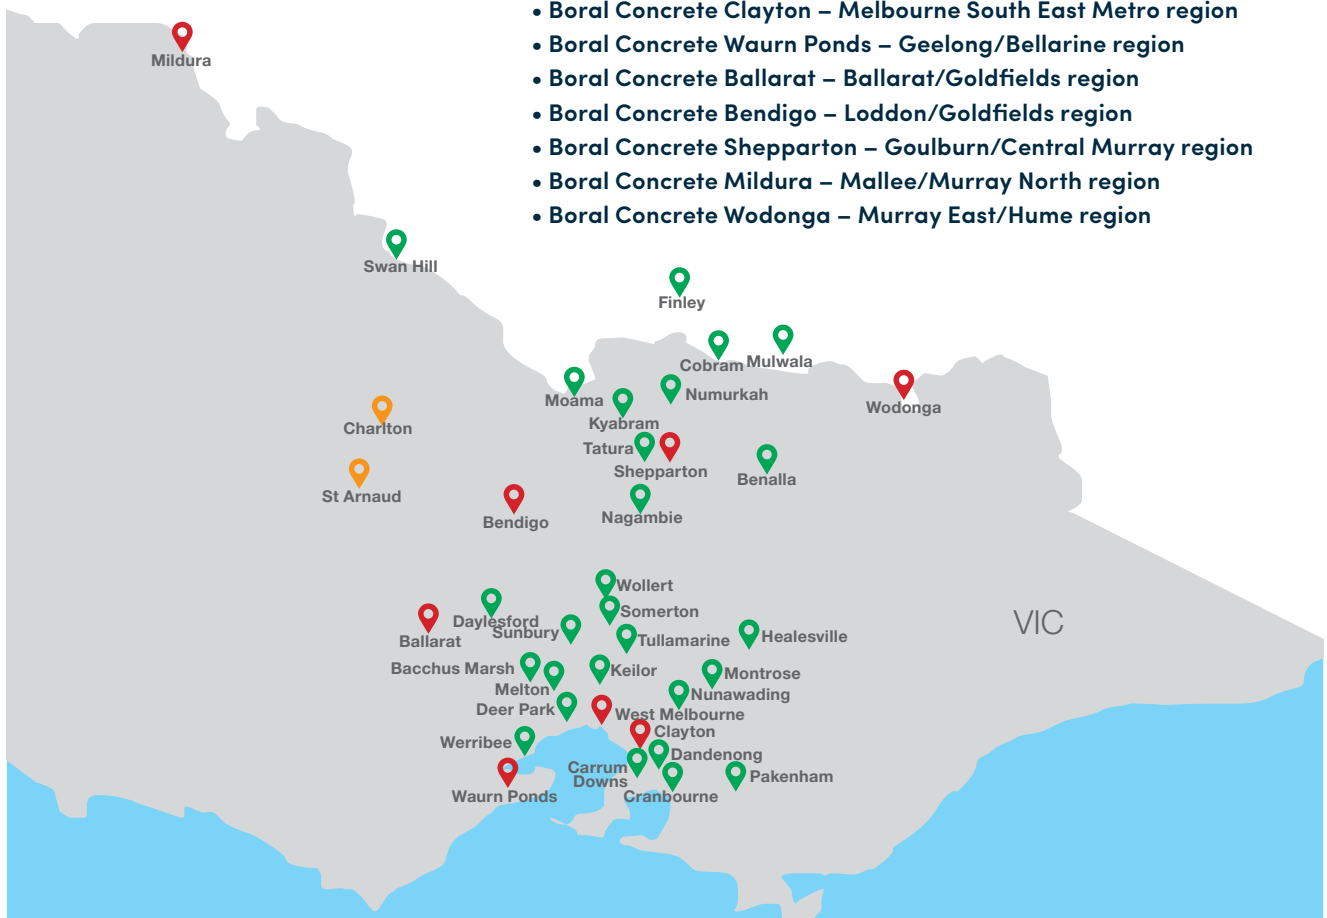 • Boral Concrete Clayton – Melbourne South East Metro region
• Boral Concrete Waurn Ponds – Geelong/Bellarine region
• Boral Concrete Ballarat – Ballarat/Goldfields region
• Boral Concrete Bendigo – Loddon/Goldfields region
• Boral Concrete Shepparton – Goulburn/Central Murray region
• Boral Concrete Mildura – Mallee/Murray North region
• Boral Concrete Wodonga – Murray East/Hume region
Mildura
Swan Hill
Finley
Cobram
Mulwala
Moama
Numurkah
Wodonga
Kyabram
Charlton
Tatura
Shepparton
Benalla
St Arnaud
Bendigo
Nagambie
Wollert
Somerton
Daylesford
Sunbury
Ballarat
Tullamarine
Healesville
VIC
Bacchus Marsh
Keilor
Montrose
Melton
Nunawading
Deer Park
West Melbourne
Clayton
Werribee
Dandenong
Carrum
Downs
Pakenham
Waurn Ponds
Cranbourne